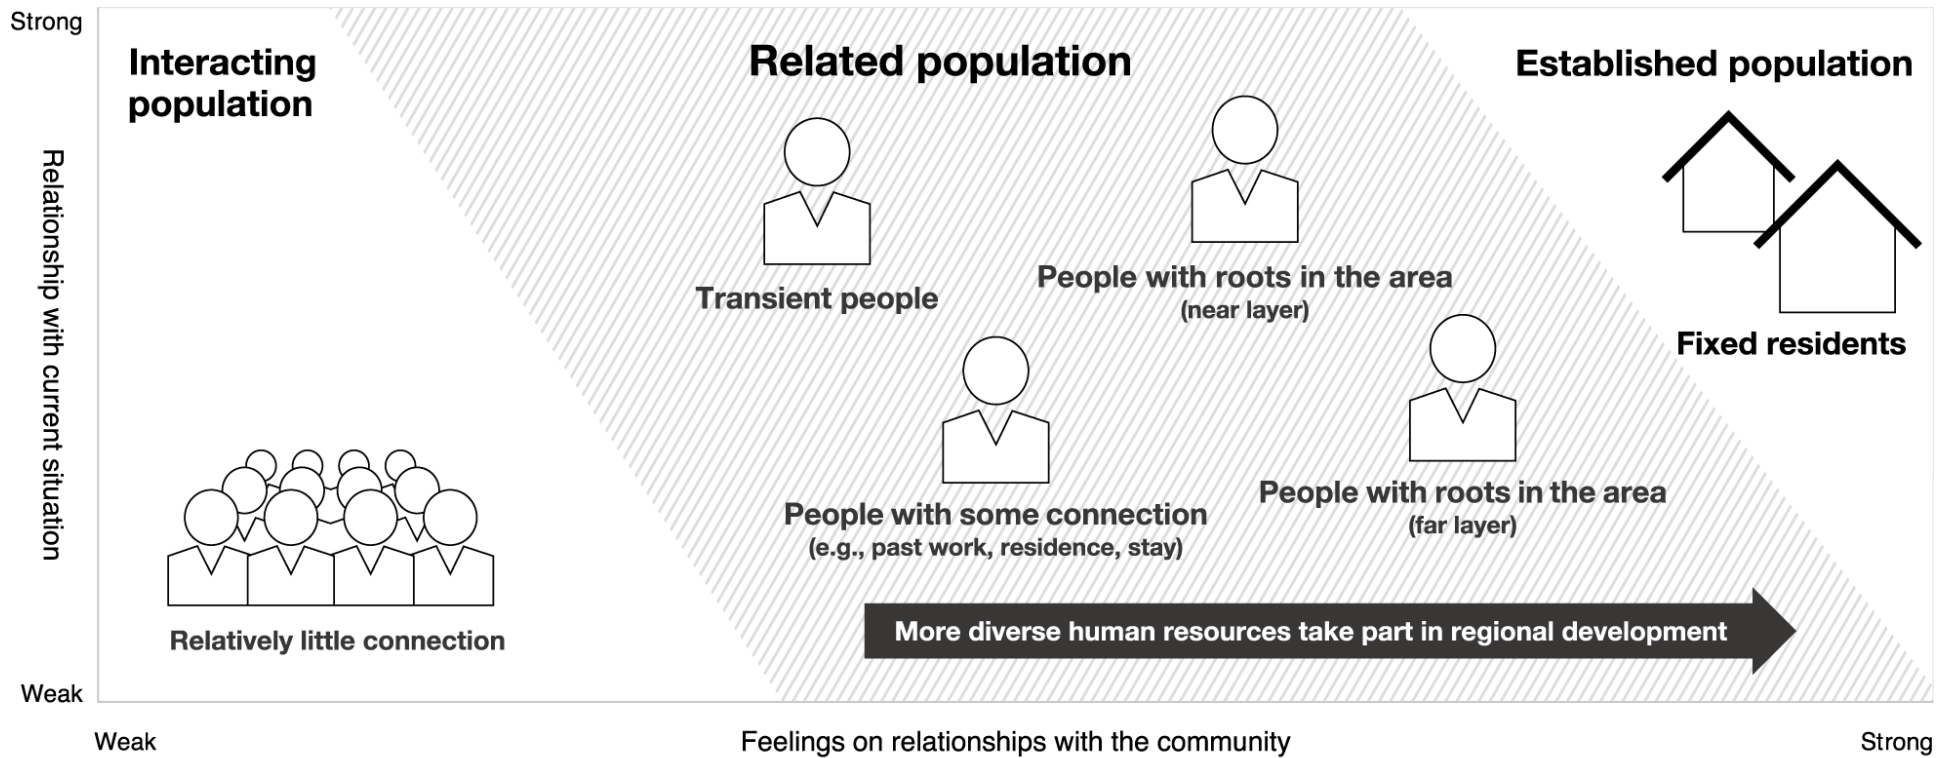 Strong
Interacting
population
Related population
Established population
Relationship with current situation
Transient people
People with roots in the area
(near layer)
Fixed residents
People with some connection
(e.g., past work, residence, stay)
People with roots in the area
(far layer)
Relatively little connection
More diverse human resources take part in regional development
Weak
Weak
Feelings on relationships with the community
Strong